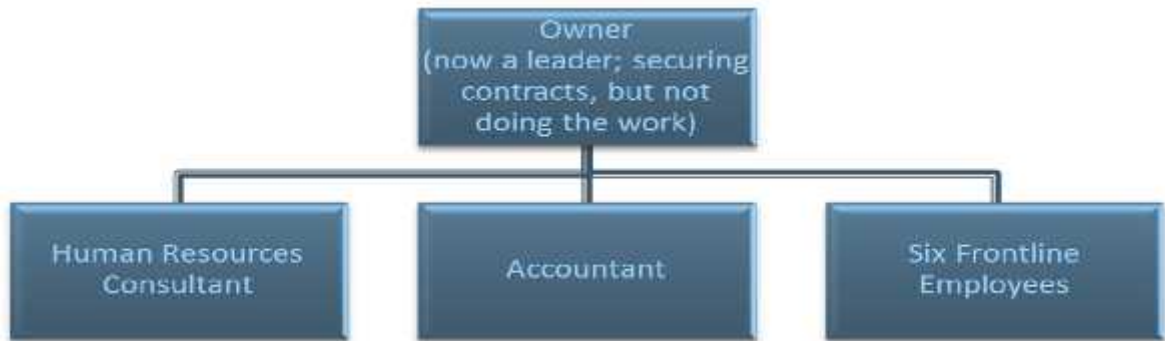 Owner
(now a leader; securing
contracts, but not
doing the work)
Human Resources
Consultant
Accountant
Six Frontline
Employees